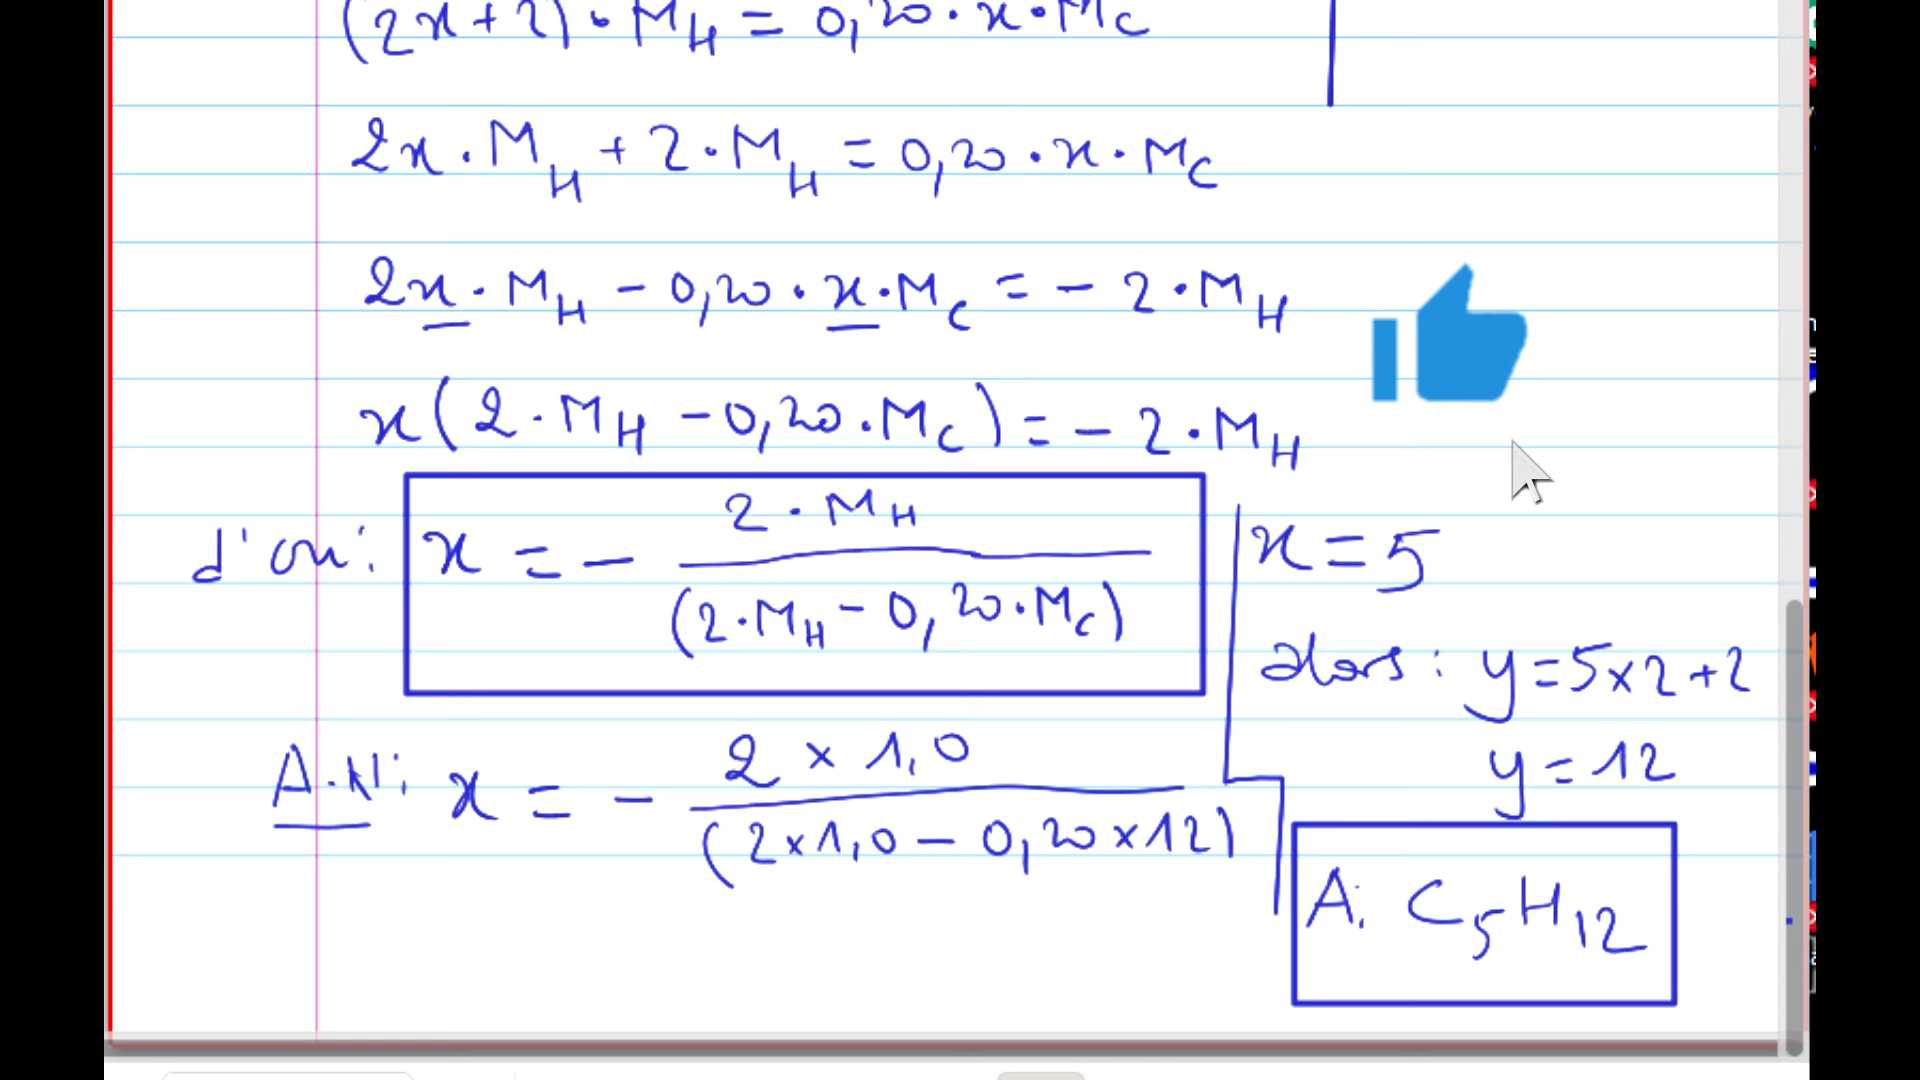 (2x+2)·M_H = 0,20·x·M_C
2x·M_H + 2·M_H = 0,20·x·M_C
2x·M_H − 0,20·x·M_C = − 2·M_H
x(2·M_H − 0,20·M_C) = − 2·M_H
d'où: x = − 2·M_H / (2·M_H − 0,20·M_C)
A.N: x = − 2 × 1,0 / (2×1,0 − 0,20×12)
x = 5
alors : y = 5×2+2
y = 12
A: C₅H₁₂